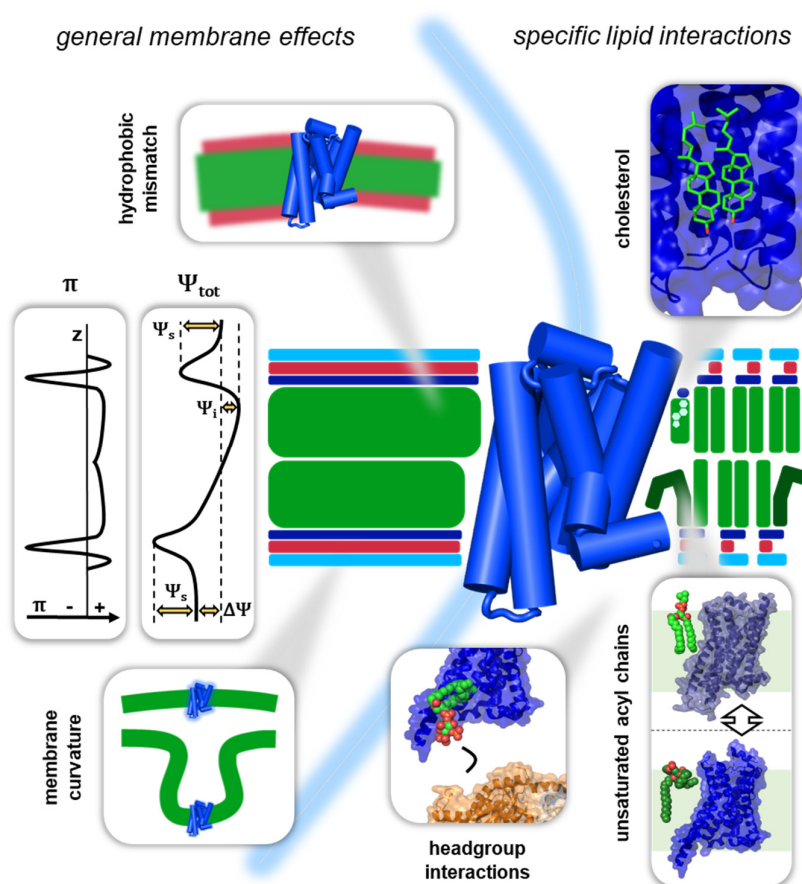 general membrane effects
specific lipid interactions
hydrophobic
mismatch
cholesterol
π
Ψtot
z
Ψs
Ψi
Ψs
ΔΨ
π - +
membrane
curvature
headgroup
interactions
unsaturated acyl chains